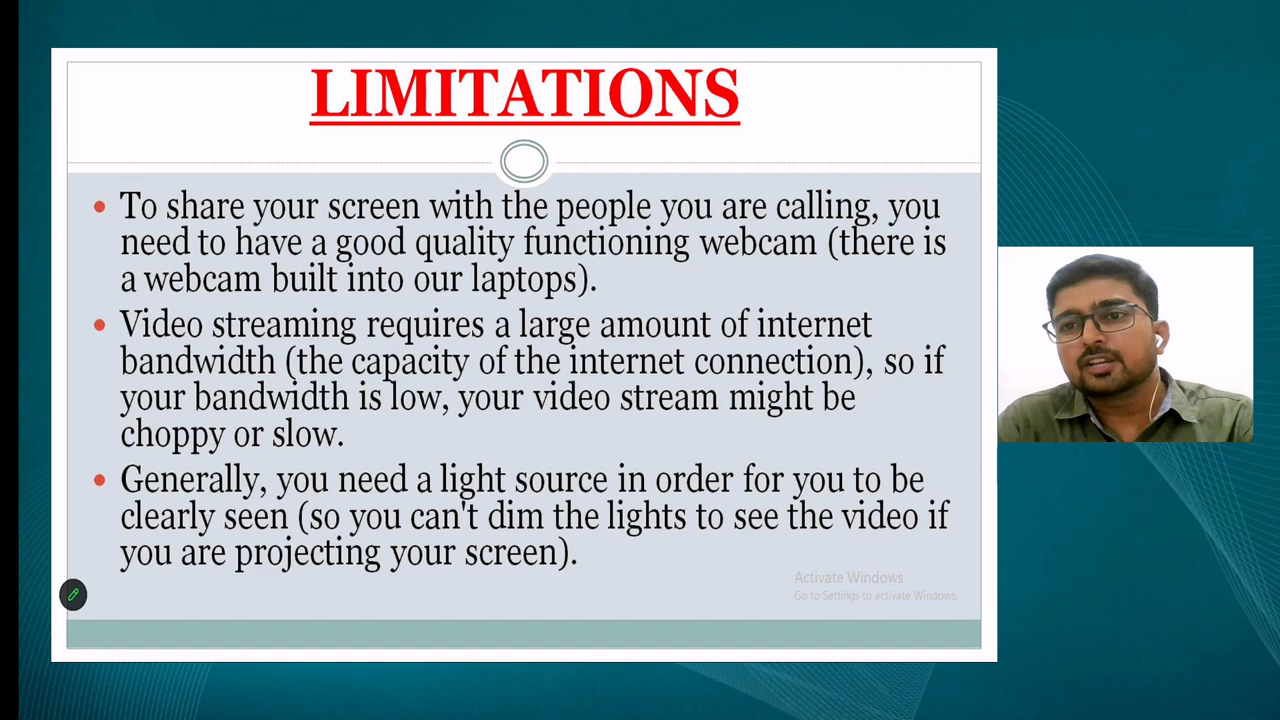 LIMITATIONS
To share your screen with the people you are calling, you
need to have a good quality functioning webcam (there is
a webcam built into our laptops).
Video streaming requires a large amount of internet
bandwidth (the capacity of the internet connection), so if
your bandwidth is low, your video stream might be
choppy or slow.
Generally, you need a light source in order for you to be
clearly seen (so you can't dim the lights to see the video if
you are projecting your screen).
Activate Windows
Go to Settings to activate Windows.